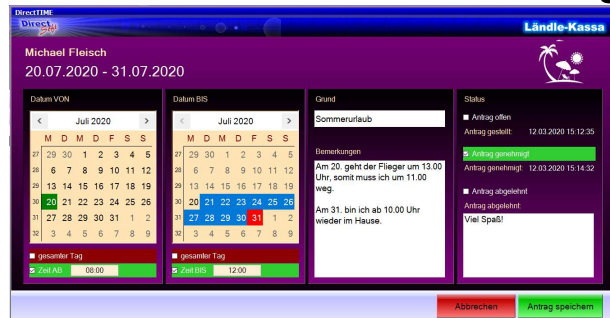 DirectTIME
Direct Soft
Ländle-Kassa
Michael Fleisch
20.07.2020 - 31.07.2020
Datum VON
< Juli 2020 >
M D M D F S S
27 29 30 1 2 3 4 5
28 6 7 8 9 10 11 12
29 13 14 15 16 17 18 19
30 20 21 22 23 24 25 26
31 27 28 29 30 31 1 2
32 3 4 5 6 7 8 9
gesamter Tag
Zeit AB 08:00
Datum BIS
< Juli 2020 >
M D M D F S S
27 29 30 1 2 3 4 5
28 6 7 8 9 10 11 12
29 13 14 15 16 17 18 19
30 20 21 22 23 24 25 26
31 27 28 29 30 31 1 2
32 3 4 5 6 7 8 9
gesamter Tag
Zeit BIS 12:00
Grund
Sommerurlaub
Bemerkungen
Am 20. geht der Flieger um 13.00
Uhr, somit muss ich um 11.00
weg.
Am 31. bin ich ab 10.00 Uhr
wieder im Hause.
Status
Antrag offen
Antrag gestellt: 12.03.2020 15:12:35
Antrag genehmigt
Antrag genehmigt: 12.03.2020 15:14:32
Antrag abgelehnt
Antrag abgelehnt:
Viel Spaß!
Abbrechen
Antrag speichern